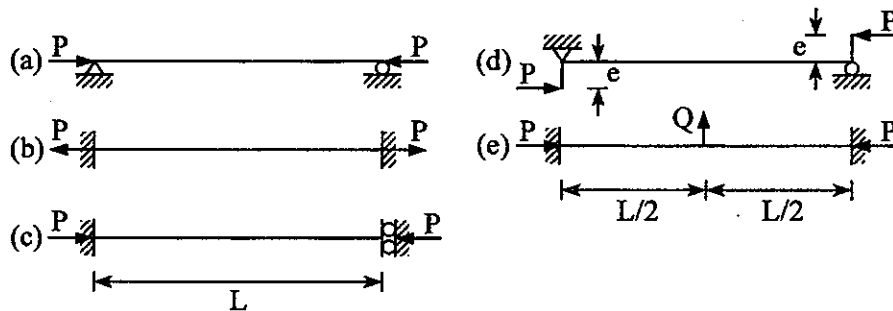 (a) P P
(b) P P
(c) P P
L
(d) P e e P
(e) P Q P
L/2 L/2